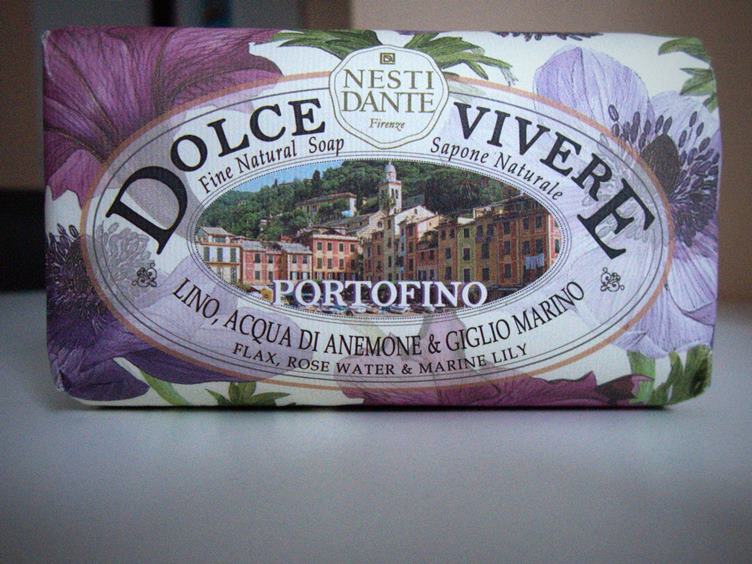 NESTI
DANTE
Firenze
DOLCE VIVERE
Fine Natural Soap
Sapone Naturale
PORTOFINO
LINO, ACQUA DI ANEMONE & GIGLIO MARINO
FLAX, ROSE WATER & MARINE LILY